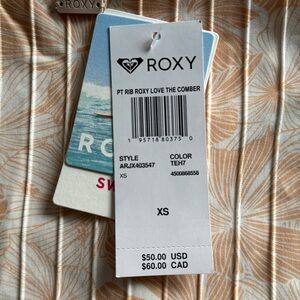 ROXY
ROXY
PT RIB ROXY LOVE THE COMBER
1 95716 80375 0
STYLE COLOR
ARJX403547 TEH7
XS 4500868558
XS
$50.00 USD
$60.00 CAD
RO
SW